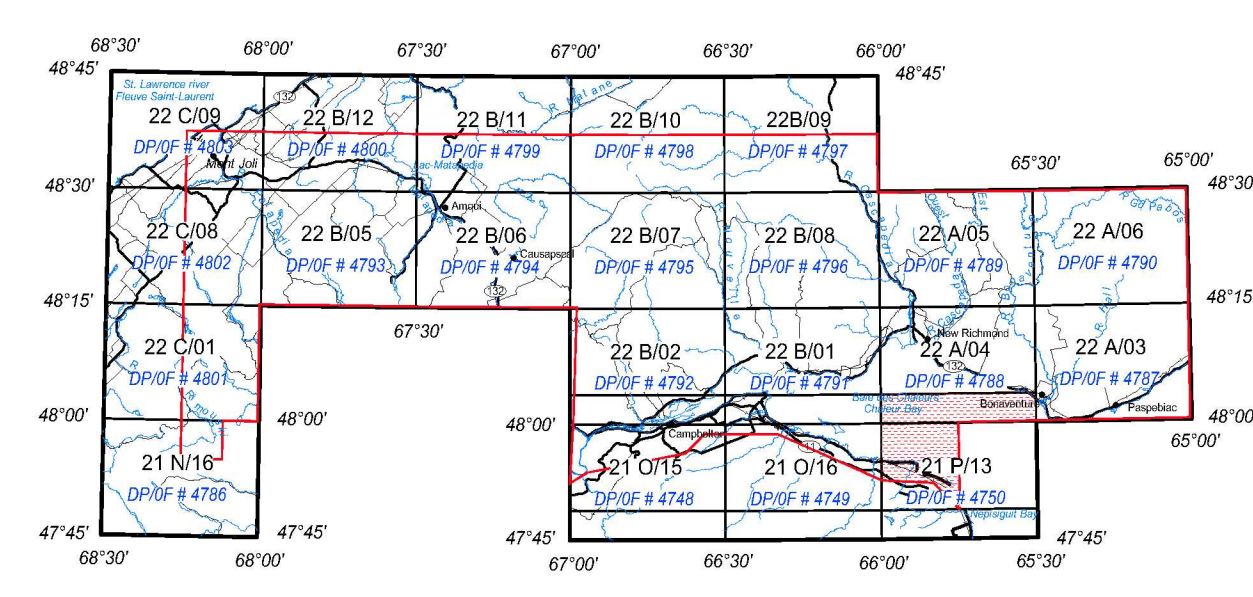 68°30' 68°00' 67°30' 67°00' 66°30' 66°00'
48°45' 48°45'
St. Lawrence river
Fleuve Saint-Laurent
132
R Matane
22 C/09 22 B/12 22 B/11 22 B/10 22B/09
DP/0F # 4803 DP/0F # 4800 DP/0F # 4799 DP/0F # 4798 DP/0F # 4797
Mont Joli
Lac-Matapedia
65°30' 65°00'
48°30' 48°30'
Amqui
22 C/08 22 B/05 22 B/06 22 B/07 22 B/08 22 A/05 22 A/06
Causapscal
DP/0F # 4802 DP/0F # 4793 DP/0F # 4794 DP/0F # 4795 DP/0F # 4796 DP/0F # 4789 DP/0F # 4790
R Cascapedia
Ouest
Est
132
48°15' 48°15'
67°30'
R Hall
New Richmond
22 C/01 22 B/02 22 B/01 22 A/04 22 A/03
132
DP/0F # 4801 DP/0F # 4792 DP/0F # 4791 DP/0F # 4788 DP/0F # 4787
Baie des Chaleurs
Chaleur Bay
Bonaventure
Paspebiac
48°00' 48°00' 48°00' 48°00'
65°00'
Campbellton
11
21 N/16 21 O/15 21 O/16 21 P/13
DP/0F # 4786 DP/0F # 4748 DP/0F # 4749 DP/0F # 4750
Nepisiguit Bay
47°45' 47°45' 47°45' 47°45'
68°30' 68°00' 67°00' 66°30' 66°00' 65°30'